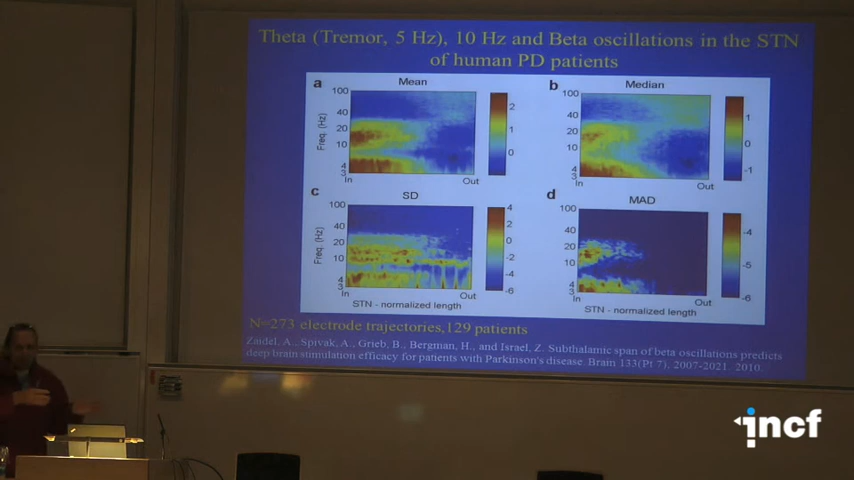 Theta (Tremor, 5 Hz), 10 Hz and Beta oscillations in the STN
of human PD patients
a
Mean
100
40
20
10
4
3
Freq. (Hz)
In
Out
2
1
0
b
Median
100
40
20
10
4
3
In
Out
1
0
-1
c
SD
100
40
20
10
4
3
Freq. (Hz)
In
Out
STN - normalized length
4
2
0
-2
-4
-6
d
MAD
100
40
20
10
4
3
In
Out
STN - normalized length
-4
-5
-6
N=273 electrode trajectories,129 patients
Zaidel, A., Spivak, A., Grieb, B., Bergman, H., and Israel, Z. Subthalamic span of beta oscillations predicts
deep brain stimulation efficacy for patients with Parkinson's disease. Brain 133(Pt 7), 2007-2021. 2010.
incf